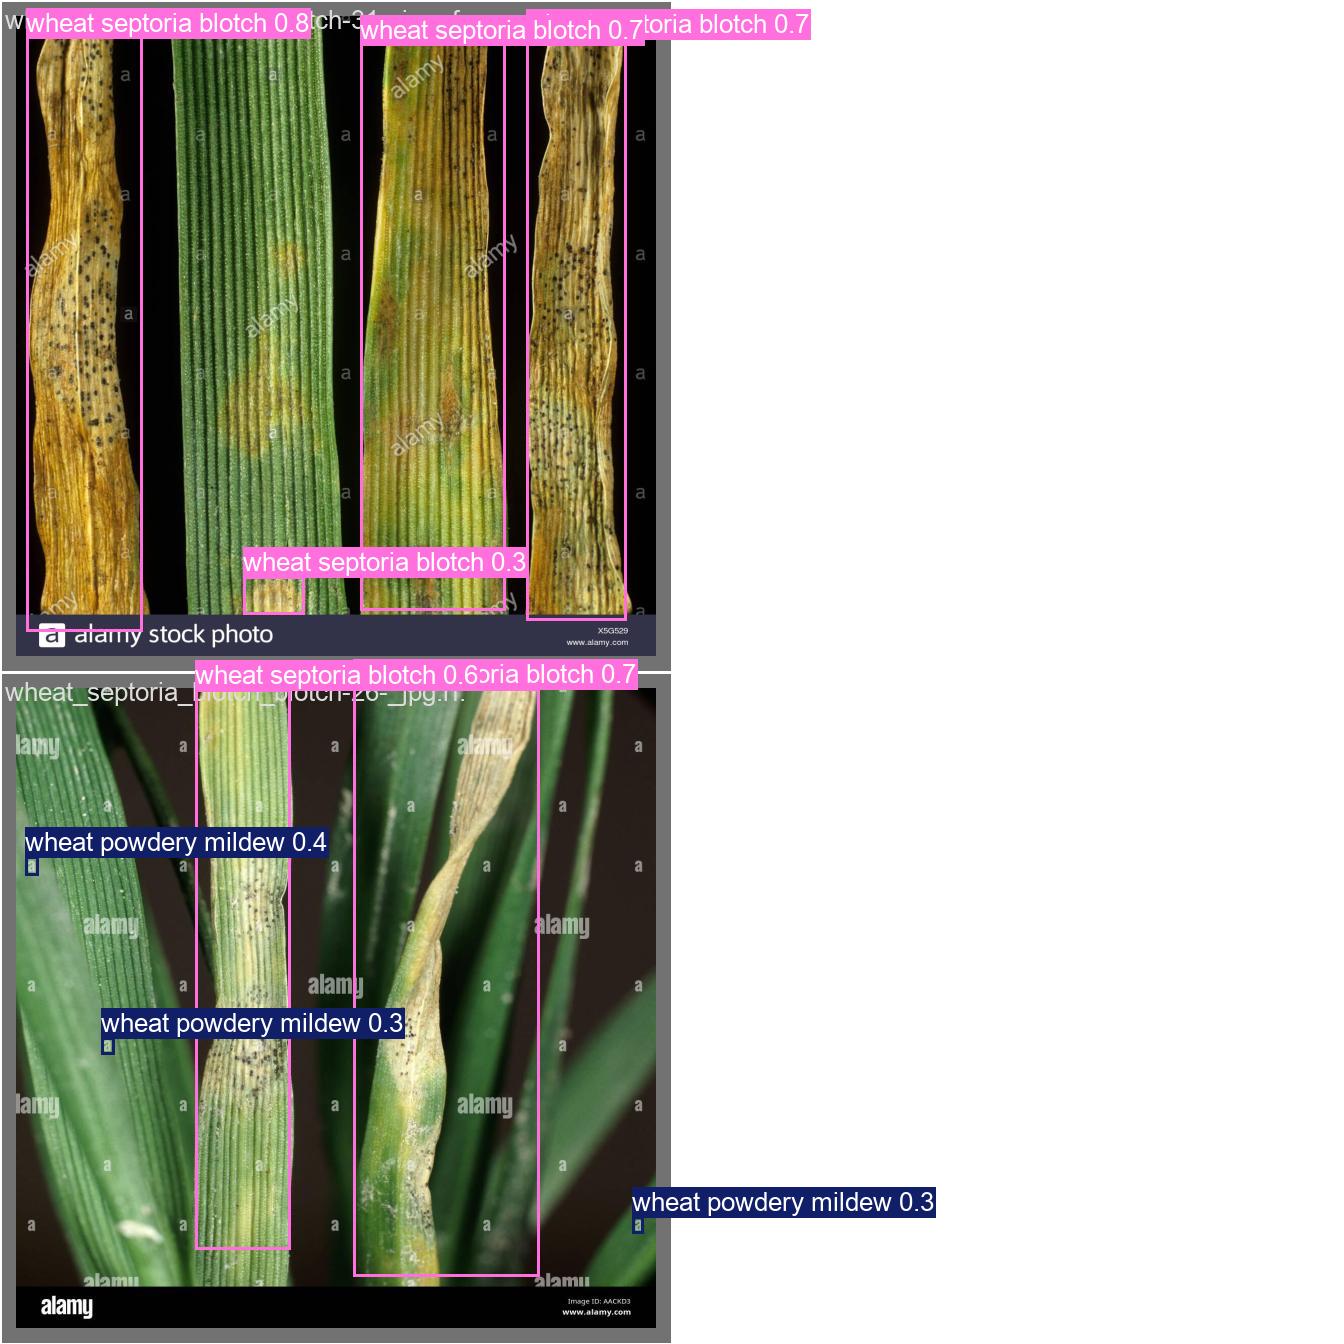 wheat septoria blotch 0.8
wheat septoria blotch 0.7
toria blotch 0.7
a
alamy
wheat septoria blotch 0.3
a alamy stock photo
X5G529
www.alamy.com
wheat septoria blotch 0.6
oria blotch 0.7
alamy
a
wheat powdery mildew 0.4
wheat powdery mildew 0.3
wheat powdery mildew 0.3
alamy
Image ID: AACKD3
www.alamy.com